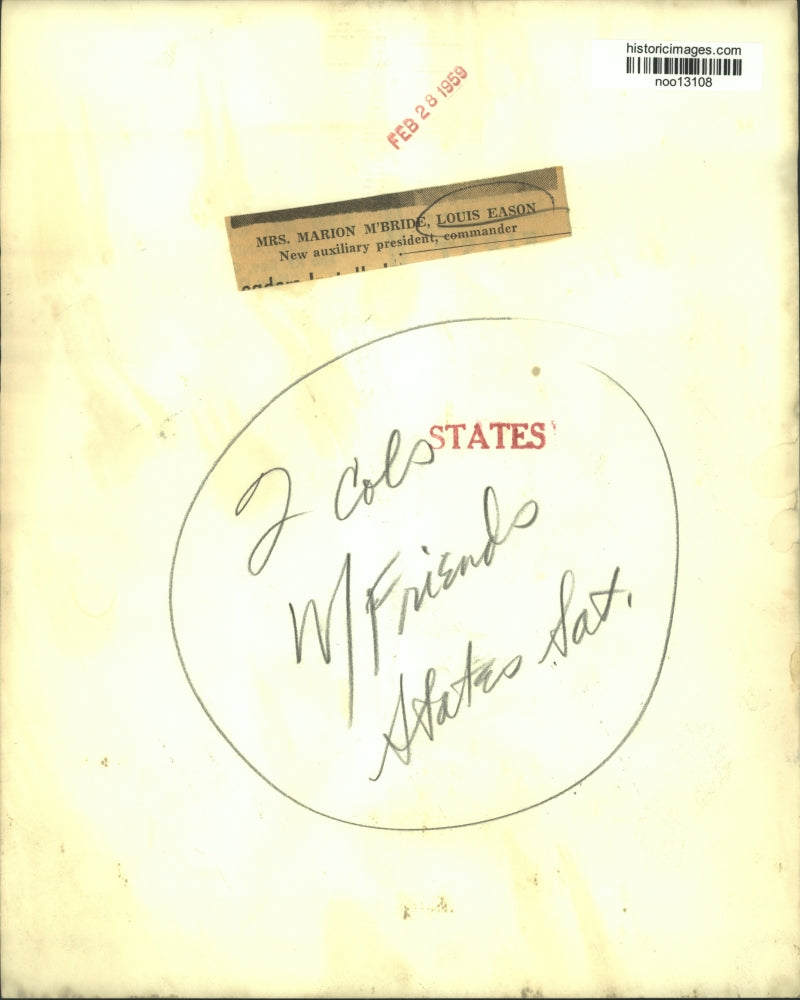 historicimages.com
noo13108
FEB 28 1959
MRS. MARION M'BRIDE, LOUIS EASON
New auxiliary president, commander
STATES
2 Cols
W/Friends
States Sat.